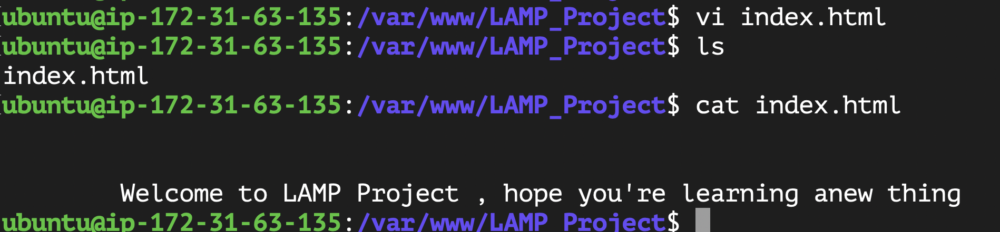 ubuntu@ip-172-31-63-135:/var/www/LAMP_Project$ vi index.html
ubuntu@ip-172-31-63-135:/var/www/LAMP_Project$ ls
index.html
ubuntu@ip-172-31-63-135:/var/www/LAMP_Project$ cat index.html
Welcome to LAMP Project , hope you're learning anew thing
ubuntu@ip-172-31-63-135:/var/www/LAMP_Project$